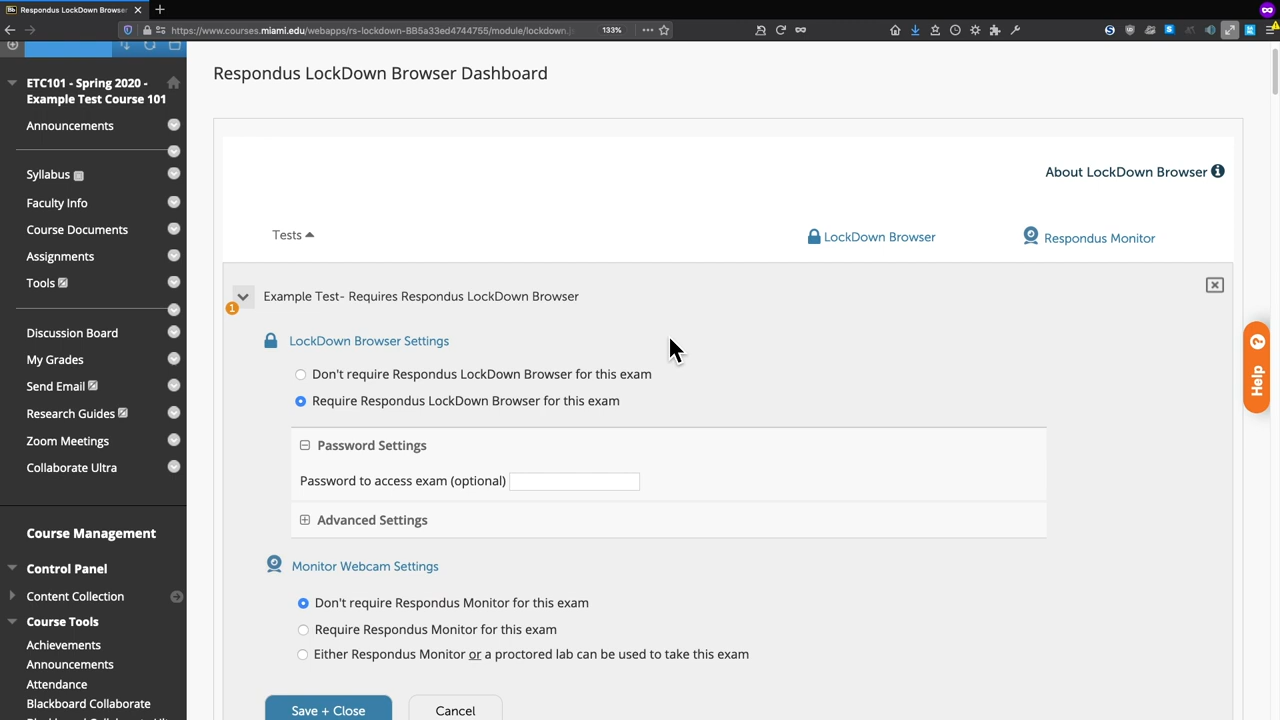 Respondus LockDown Browser
https://www.courses.miami.edu/webapps/rs-lockdown-BB5a33ed4744755/module/lockdown.
133%
ETC101 - Spring 2020 -
Example Test Course 101
Announcements
Syllabus
Faculty Info
Course Documents
Assignments
Tools
Discussion Board
My Grades
Send Email
Research Guides
Zoom Meetings
Collaborate Ultra
Course Management
Control Panel
Content Collection
Course Tools
Achievements
Announcements
Attendance
Blackboard Collaborate
Respondus LockDown Browser Dashboard
About LockDown Browser
Tests
LockDown Browser
Respondus Monitor
1
Example Test- Requires Respondus LockDown Browser
LockDown Browser Settings
Don't require Respondus LockDown Browser for this exam
Require Respondus LockDown Browser for this exam
Password Settings
Password to access exam (optional)
Advanced Settings
Monitor Webcam Settings
Don't require Respondus Monitor for this exam
Require Respondus Monitor for this exam
Either Respondus Monitor or a proctored lab can be used to take this exam
Save + Close
Cancel
Help